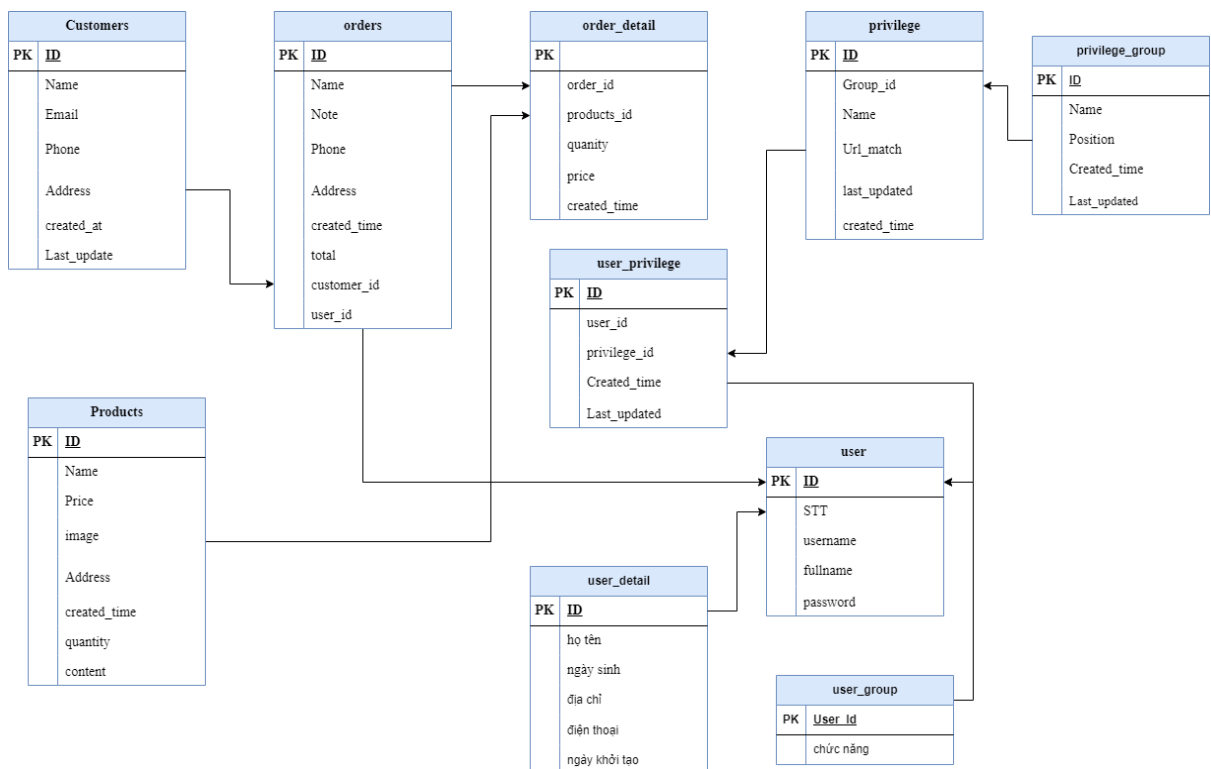 Customers
PK ID
Name
Email
Phone
Address
created_at
Last_update
orders
PK ID
Name
Note
Phone
Address
created_time
total
customer_id
user_id
order_detail
PK
order_id
products_id
quanity
price
created_time
privilege
PK ID
Group_id
Name
Url_match
last_updated
created_time
privilege_group
PK ID
Name
Position
Created_time
Last_updated
user_privilege
PK ID
user_id
privilege_id
Created_time
Last_updated
Products
PK ID
Name
Price
image
Address
created_time
quantity
content
user
PK ID
STT
username
fullname
password
user_detail
PK ID
họ tên
ngày sinh
địa chỉ
điện thoại
ngày khởi tạo
user_group
PK User_Id
chức năng